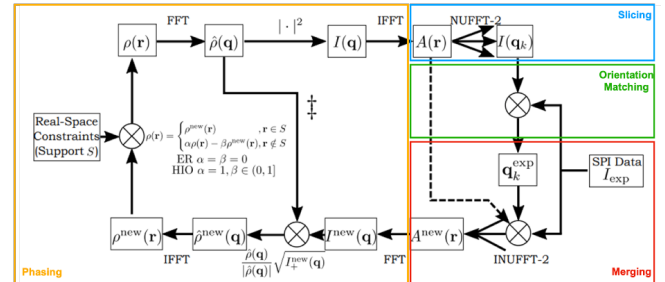 FFT
|·|²
IFFT
NUFFT-2
Slicing
ρ(r)
ρ̂(q)
I(q)
A(r)
I(q_k)
Orientation
Matching
Real-Space
Constraints
(Support S)
ρ(r) = { ρ^new(r) , r ∈ S
αρ(r) − βρ^new(r), r ∉ S
ER α = β = 0
HIO α = 1, β ∈ (0, 1]
‡
q_k^exp
SPI Data
I_exp
ρ^new(r)
ρ̂^new(q)
I^new(q)
A^new(r)
Phasing
IFFT
ρ̂(q)/|ρ̂(q)| √I_+^new(q)
FFT
INUFFT-2
Merging